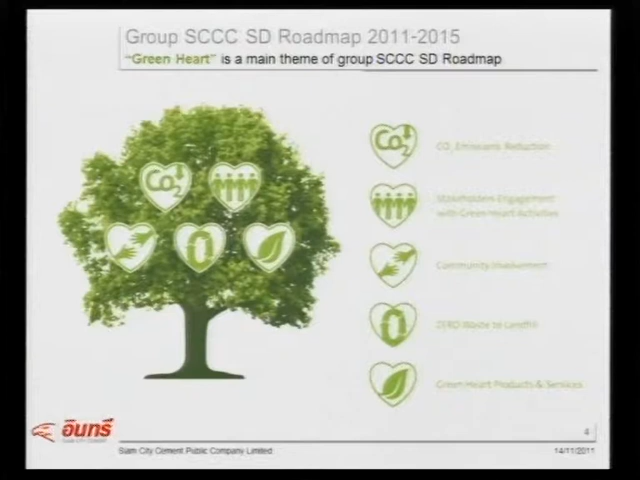 Group SCCC SD Roadmap 2011-2015
"Green Heart" is a main theme of group SCCC SD Roadmap
CO2
CO2 Emissions Reduction
CO2
Stakeholders Engagement
with Green Heart Activities
Community Involvement
ZERO Waste to Landfill
Green Heart Products & Services
อินทรี
4
Siam City Cement Public Company Limited
14/11/2011